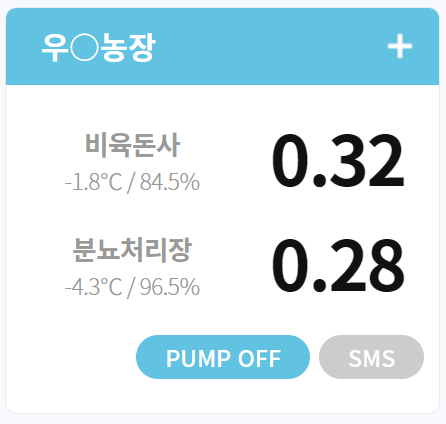 우○농장
+
비육돈사
0.32
-1.8℃ / 84.5%
분뇨처리장
0.28
-4.3℃ / 96.5%
PUMP OFF
SMS